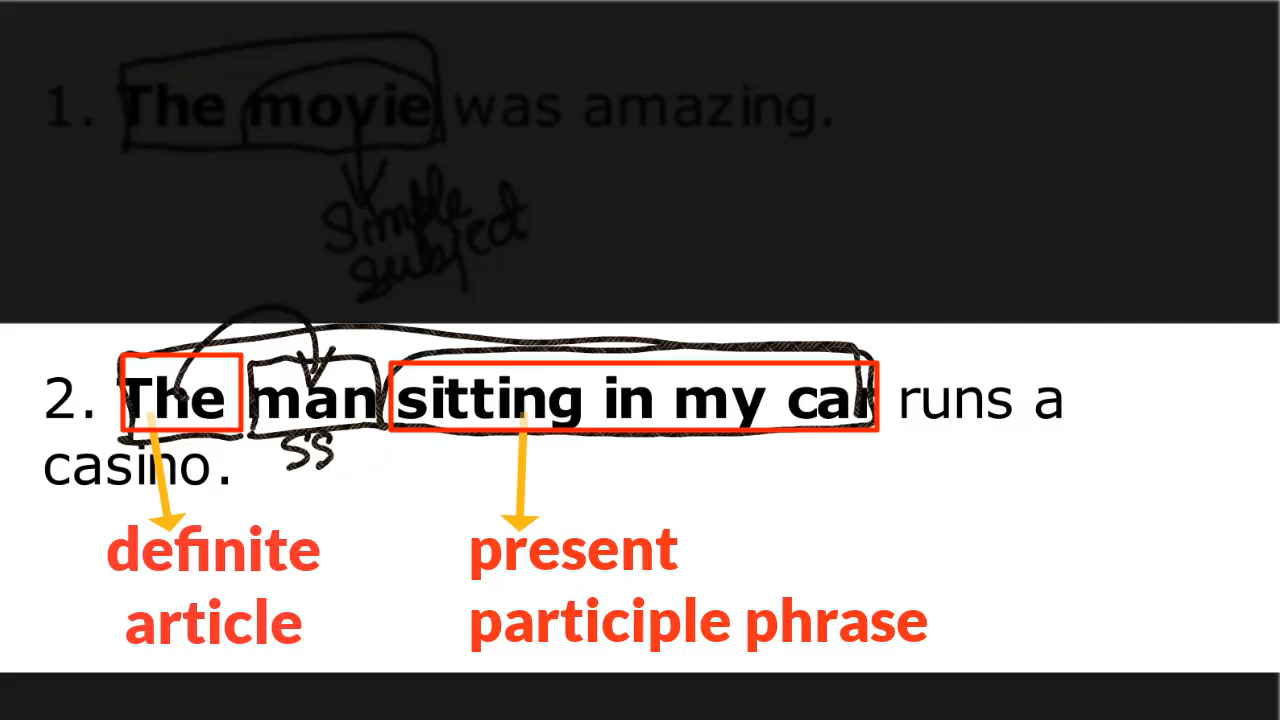 1. The movie was amazing.
Simple
subject
2. The man sitting in my car runs a
SS
casino.
definite
article
present
participle phrase